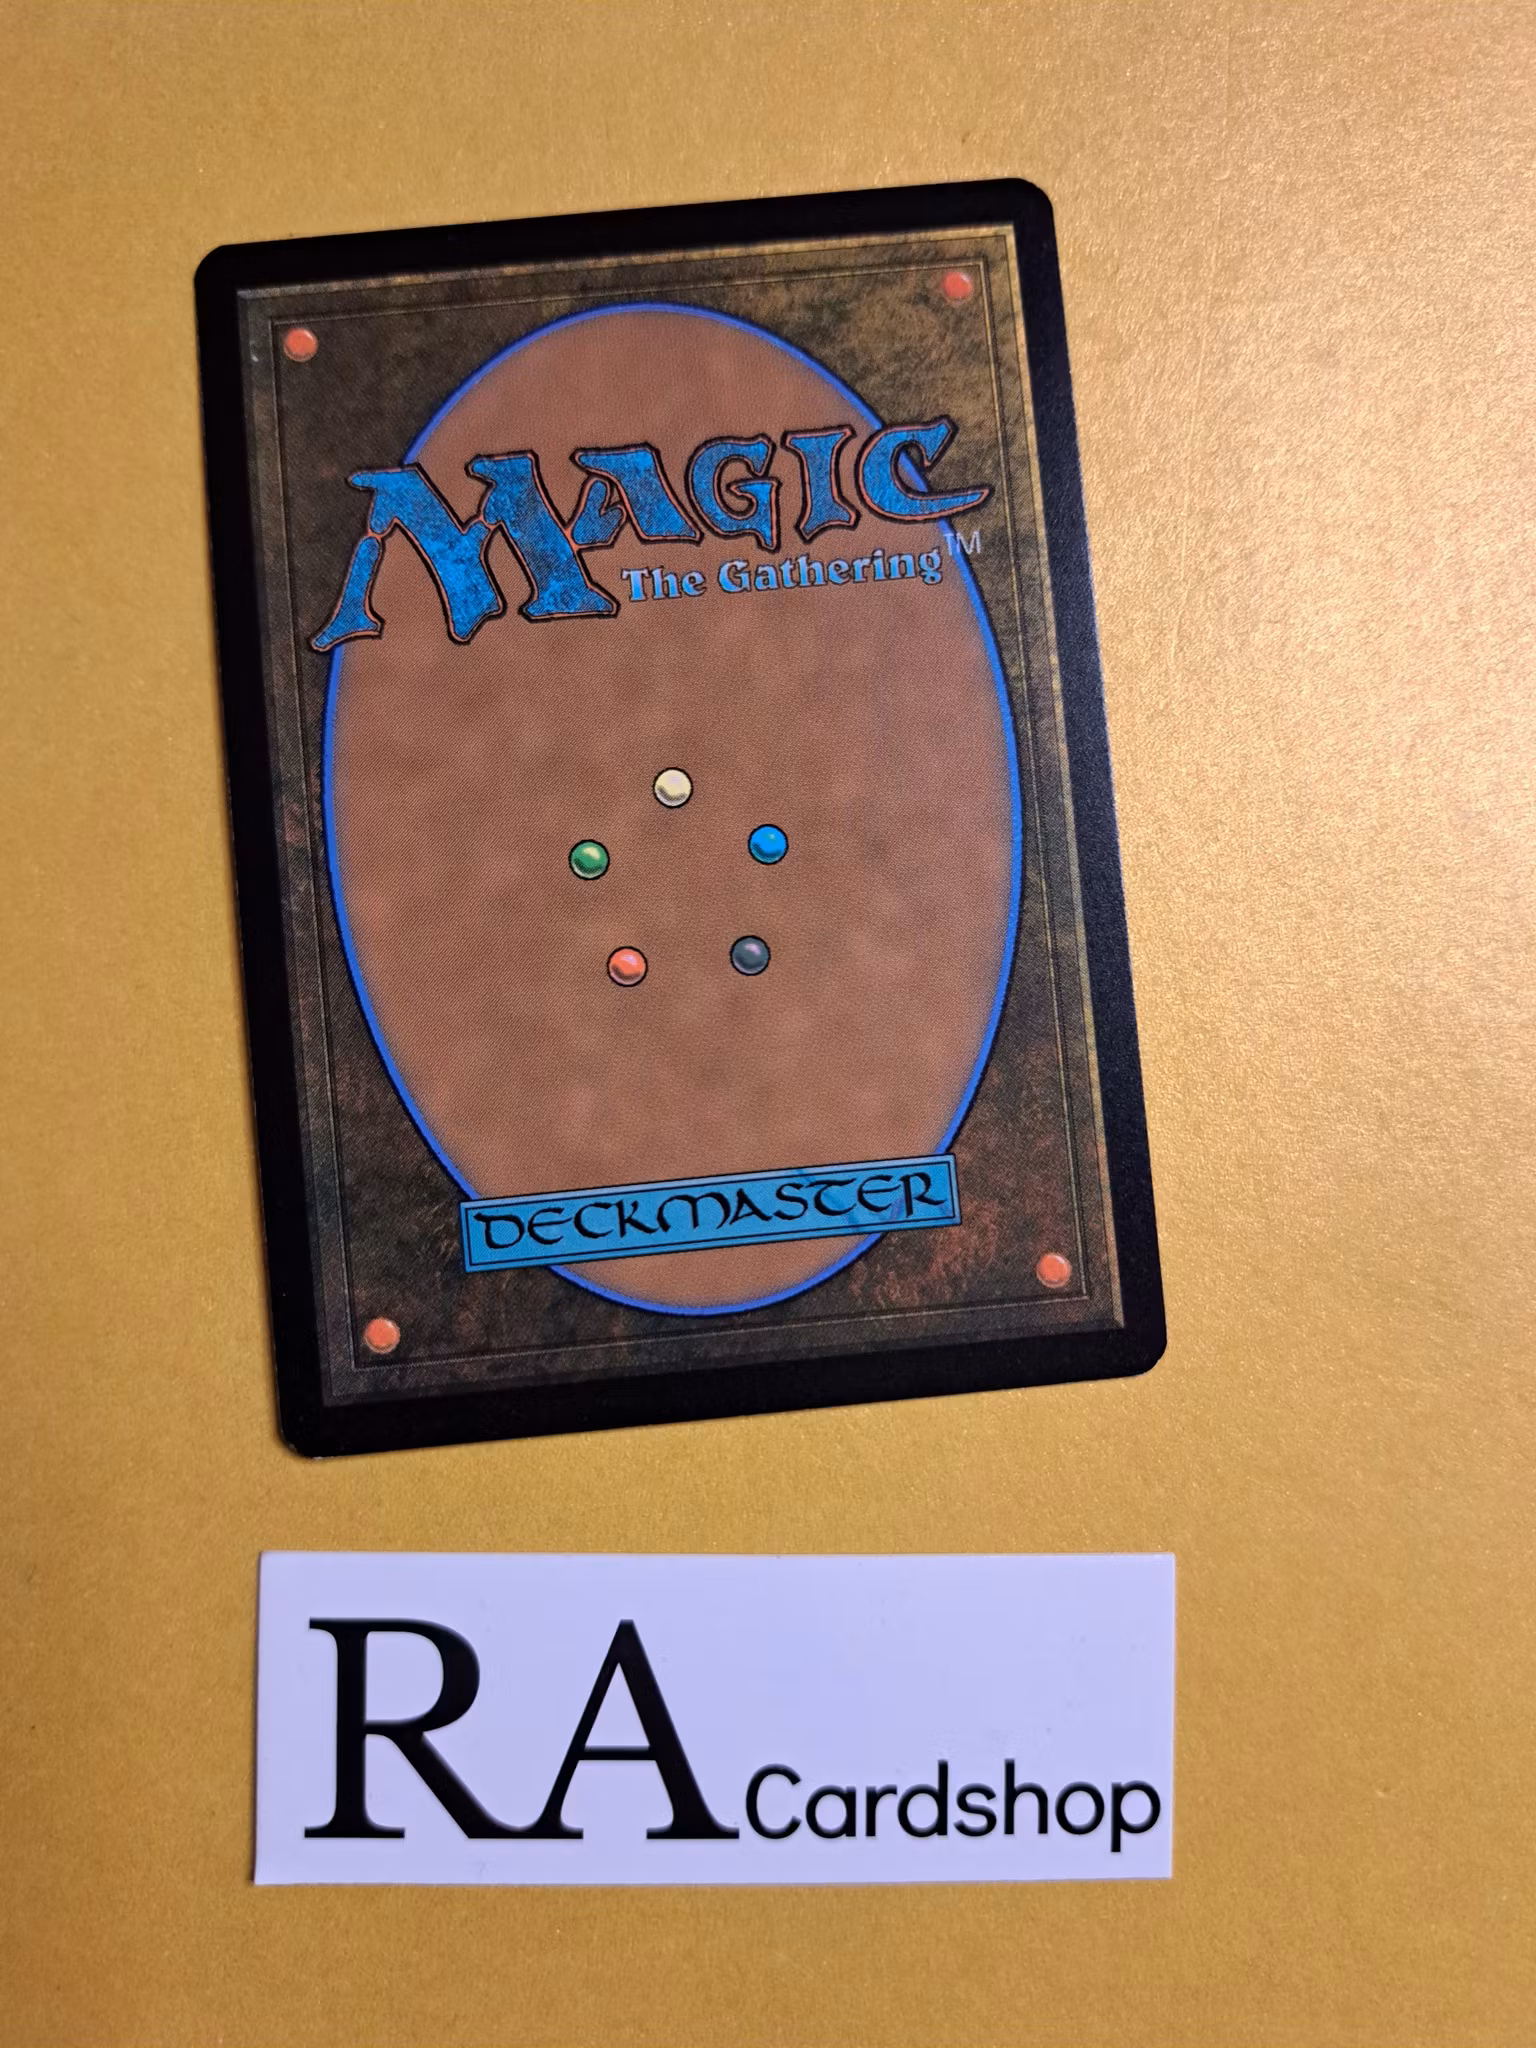 MAGIC
The Gathering™
DECKMASTER
RA Cardshop